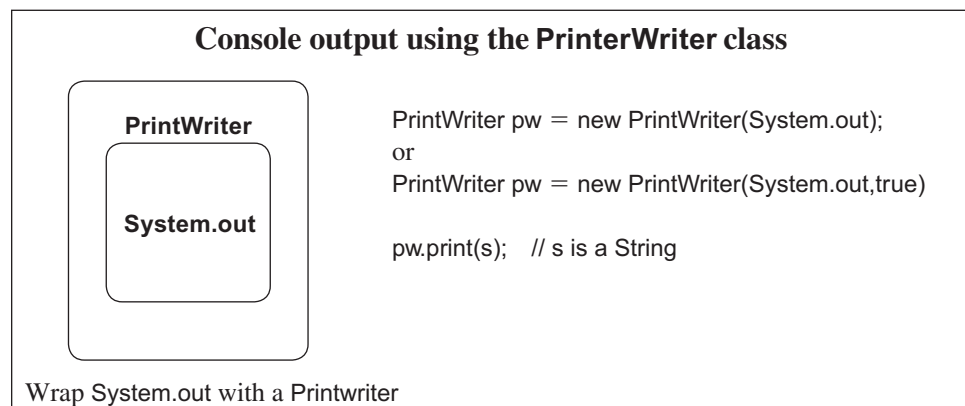 Console output using the PrinterWriter class
PrintWriter
System.out
PrintWriter pw = new PrintWriter(System.out);
or
PrintWriter pw = new PrintWriter(System.out,true)
pw.print(s); // s is a String
Wrap System.out with a Printwriter